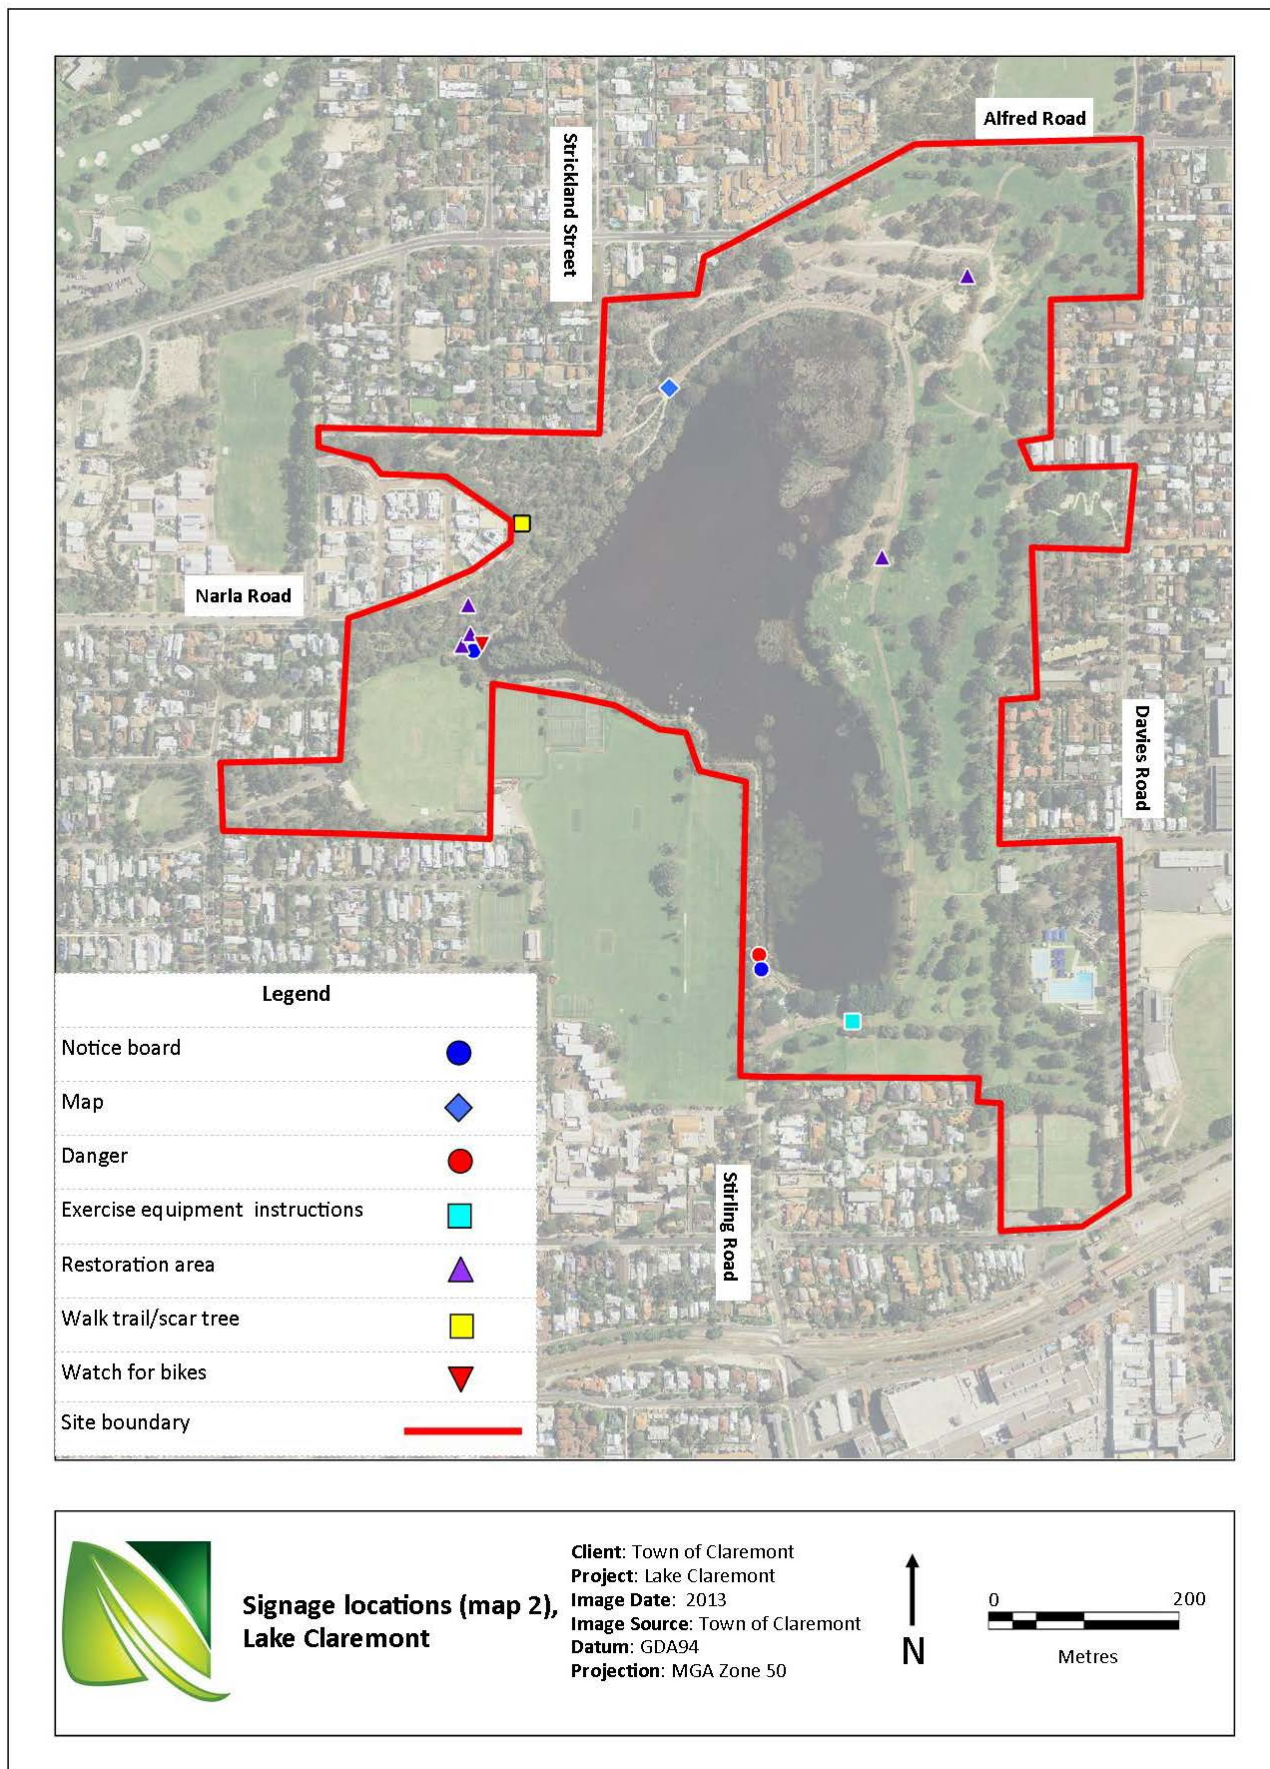 Alfred Road
Strickland Street
Narla Road
Davies Road
Stirling Road
Legend
Notice board
Map
Danger
Exercise equipment instructions
Restoration area
Walk trail/scar tree
Watch for bikes
Site boundary
Signage locations (map 2),
Lake Claremont
Client: Town of Claremont
Project: Lake Claremont
Image Date: 2013
Image Source: Town of Claremont
Datum: GDA94
Projection: MGA Zone 50
N
0 200
Metres